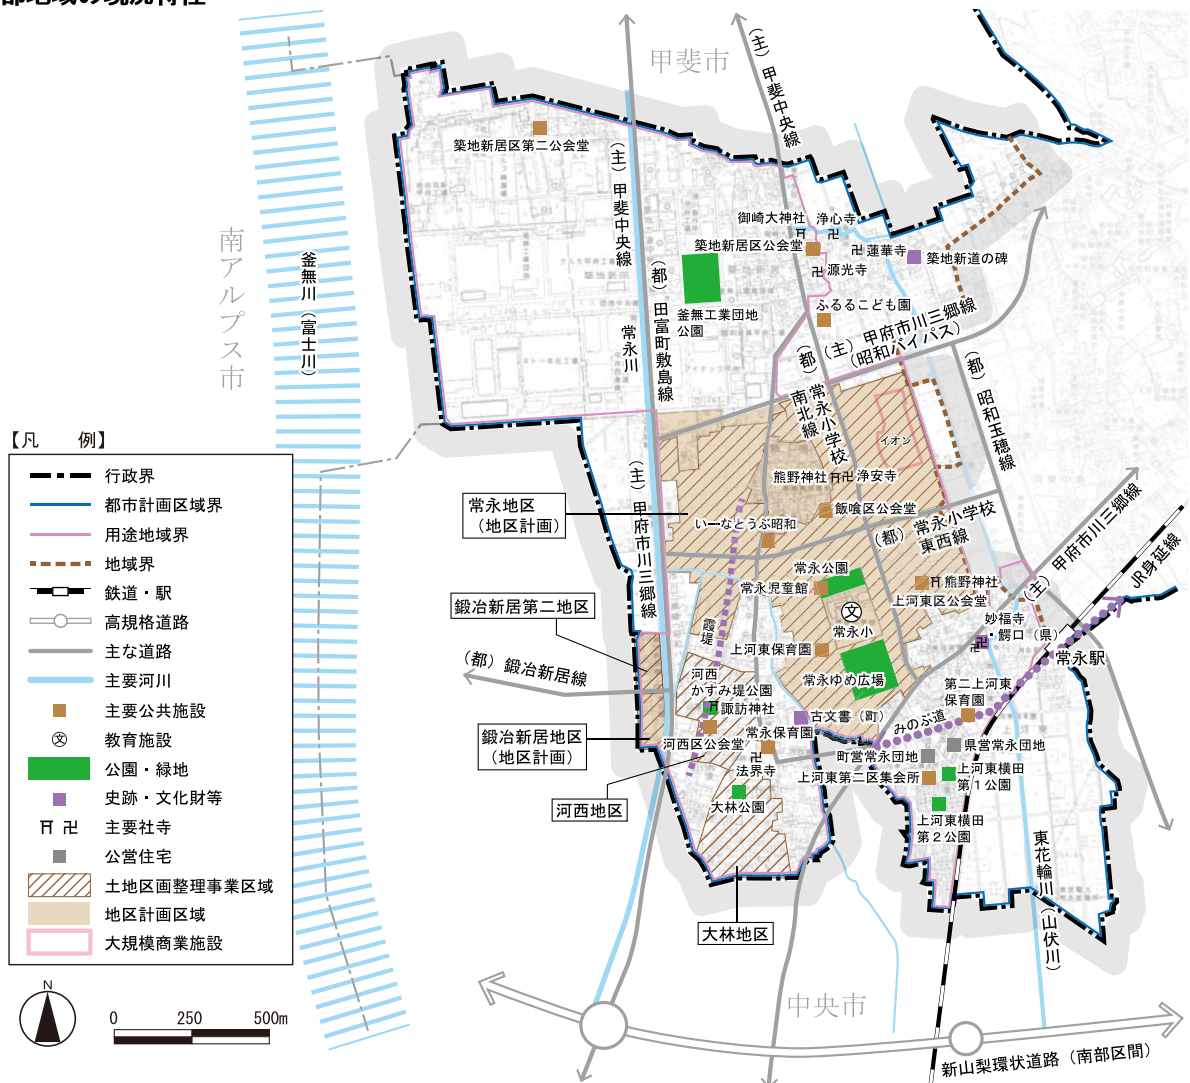 部地域の現況特性
甲斐市
(主)甲斐中央線
築地新居区第二公会堂
(主)甲斐中央線
南アルプス市
釜無川(富士川)
御崎大神社
浄心寺
築地新居区公会堂
蓮華寺
築地新道の碑
源光寺
釜無工業団地
公園
ふるるこども園
(都)田富町敷島線
常永川
(主)甲府市川三郷線
(昭和バイパス)
(都)常永小学校
南北線
(都)昭和玉穂線
イオン
熊野神社
浄安寺
飯喰区公会堂
いーなとうぶ昭和
(都)常永小学校
東西線
(主)甲府市川三郷線
(主)甲府市川三郷線
JR身延線
常永地区
(地区計画)
常永公園
常永児童館
熊野神社
上河東区公会堂
鍛冶新居第二地区
霞堤
常永小
妙福寺
・鰐口(県)
常永駅
上河東保育園
(都)鍛冶新居線
河西
かすみ堤公園
諏訪神社
常永ゆめ広場
第二上河東
保育園
古文書(町)
みのぶ道
鍛冶新居地区
(地区計画)
河西区公会堂
常永保育園
県営常永団地
町営常永団地
法界寺
上河東第二区集会所
上河東横田
第1公園
河西地区
大林公園
上河東横田
第2公園
東花輪川(山伏川)
大林地区
中央市
新山梨環状道路(南部区間)
【凡 例】
行政界
都市計画区域界
用途地域界
地域界
鉄道・駅
高規格道路
主な道路
主要河川
主要公共施設
文 教育施設
公園・緑地
史跡・文化財等
主要社寺
公営住宅
土地区画整理事業区域
地区計画区域
大規模商業施設
N
0 250 500m